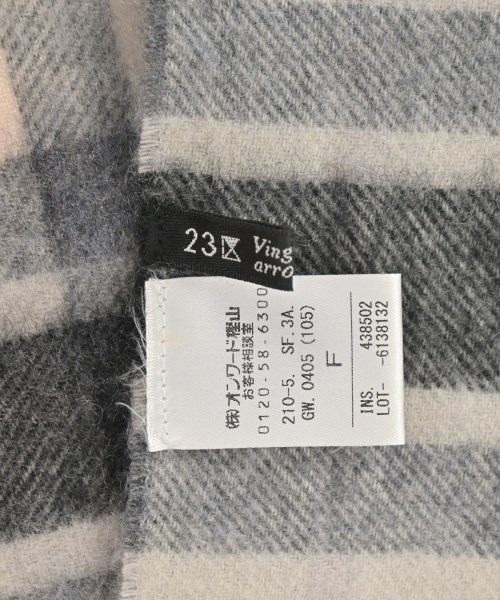 23区 Ving
arro
(株)オンワード樫山
お客様相談室
0120-58-6300
210-5. SF. 3A.
GW. 0405 (105)
F
INS. 438502
LOT- -6138132